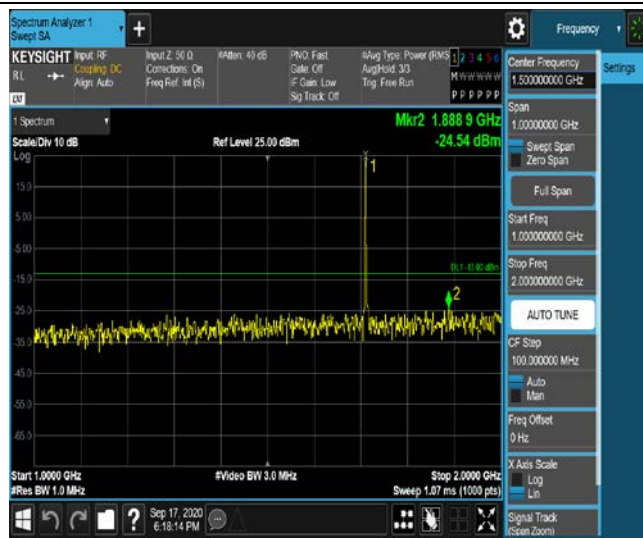 Spectrum Analyzer 1
Swept SA
+
Frequency
KEYSIGHT
RL
Input: RF
Coupling: DC
Align: Auto
Input Z: 50 Ω
Corrections: On
Freq Ref: Int (S)
#Atten: 40 dB
PNO: Fast
Gate: Off
IF Gain: Low
Sig Track: Off
#Avg Type: Power (RMS
Avg|Hold: 3/3
Trig: Free Run
1 2 3 4 5 6
M W W W W W
P P P P P P
1 Spectrum
Scale/Div 10 dB
Log
Ref Level 25.00 dBm
Mkr2 1.888 9 GHz
-24.54 dBm
1
15.0
5.00
-5.00
-15.0
DL1 -13.00 dBm
2
-25.0
-35.0
-45.0
-55.0
-65.0
Start 1.0000 GHz
#Res BW 1.0 MHz
#Video BW 3.0 MHz
Stop 2.0000 GHz
Sweep 1.07 ms (1000 pts)
Center Frequency
1.500000000 GHz
Settings
Span
1.00000000 GHz
Swept Span
Zero Span
Full Span
Start Freq
1.000000000 GHz
Stop Freq
2.000000000 GHz
AUTO TUNE
CF Step
100.000000 MHz
Auto
Man
Freq Offset
0 Hz
X Axis Scale
Log
Lin
Signal Track
(Span Zoom)
?
Sep 17, 2020
6:18:14 PM